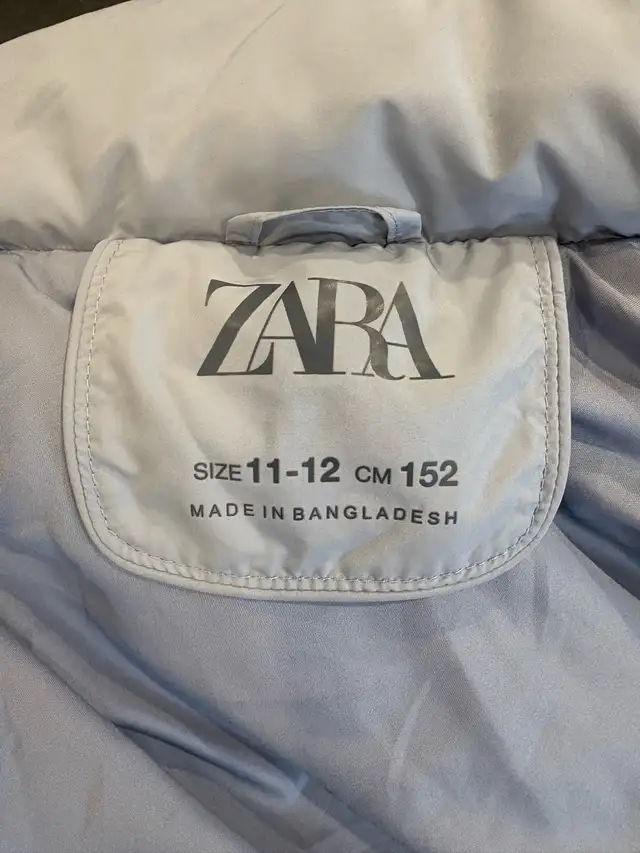 ZARA
SIZE 11-12 CM 152
MADE IN BANGLADESH